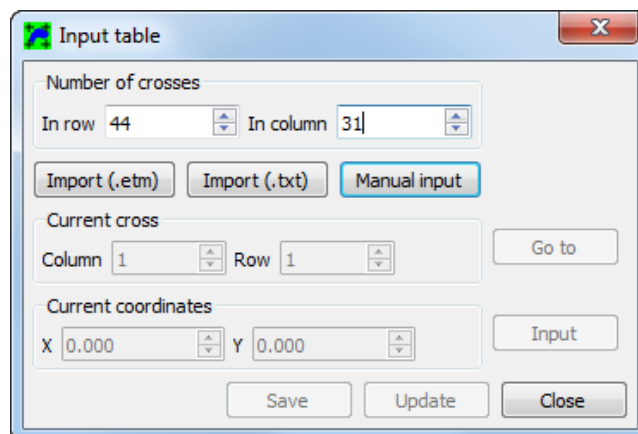 Input table
Number of crosses
In row 44 In column 31
Import (.etm) Import (.txt) Manual input
Current cross
Column 1 Row 1
Go to
Current coordinates
X 0.000 Y 0.000
Input
Save Update Close